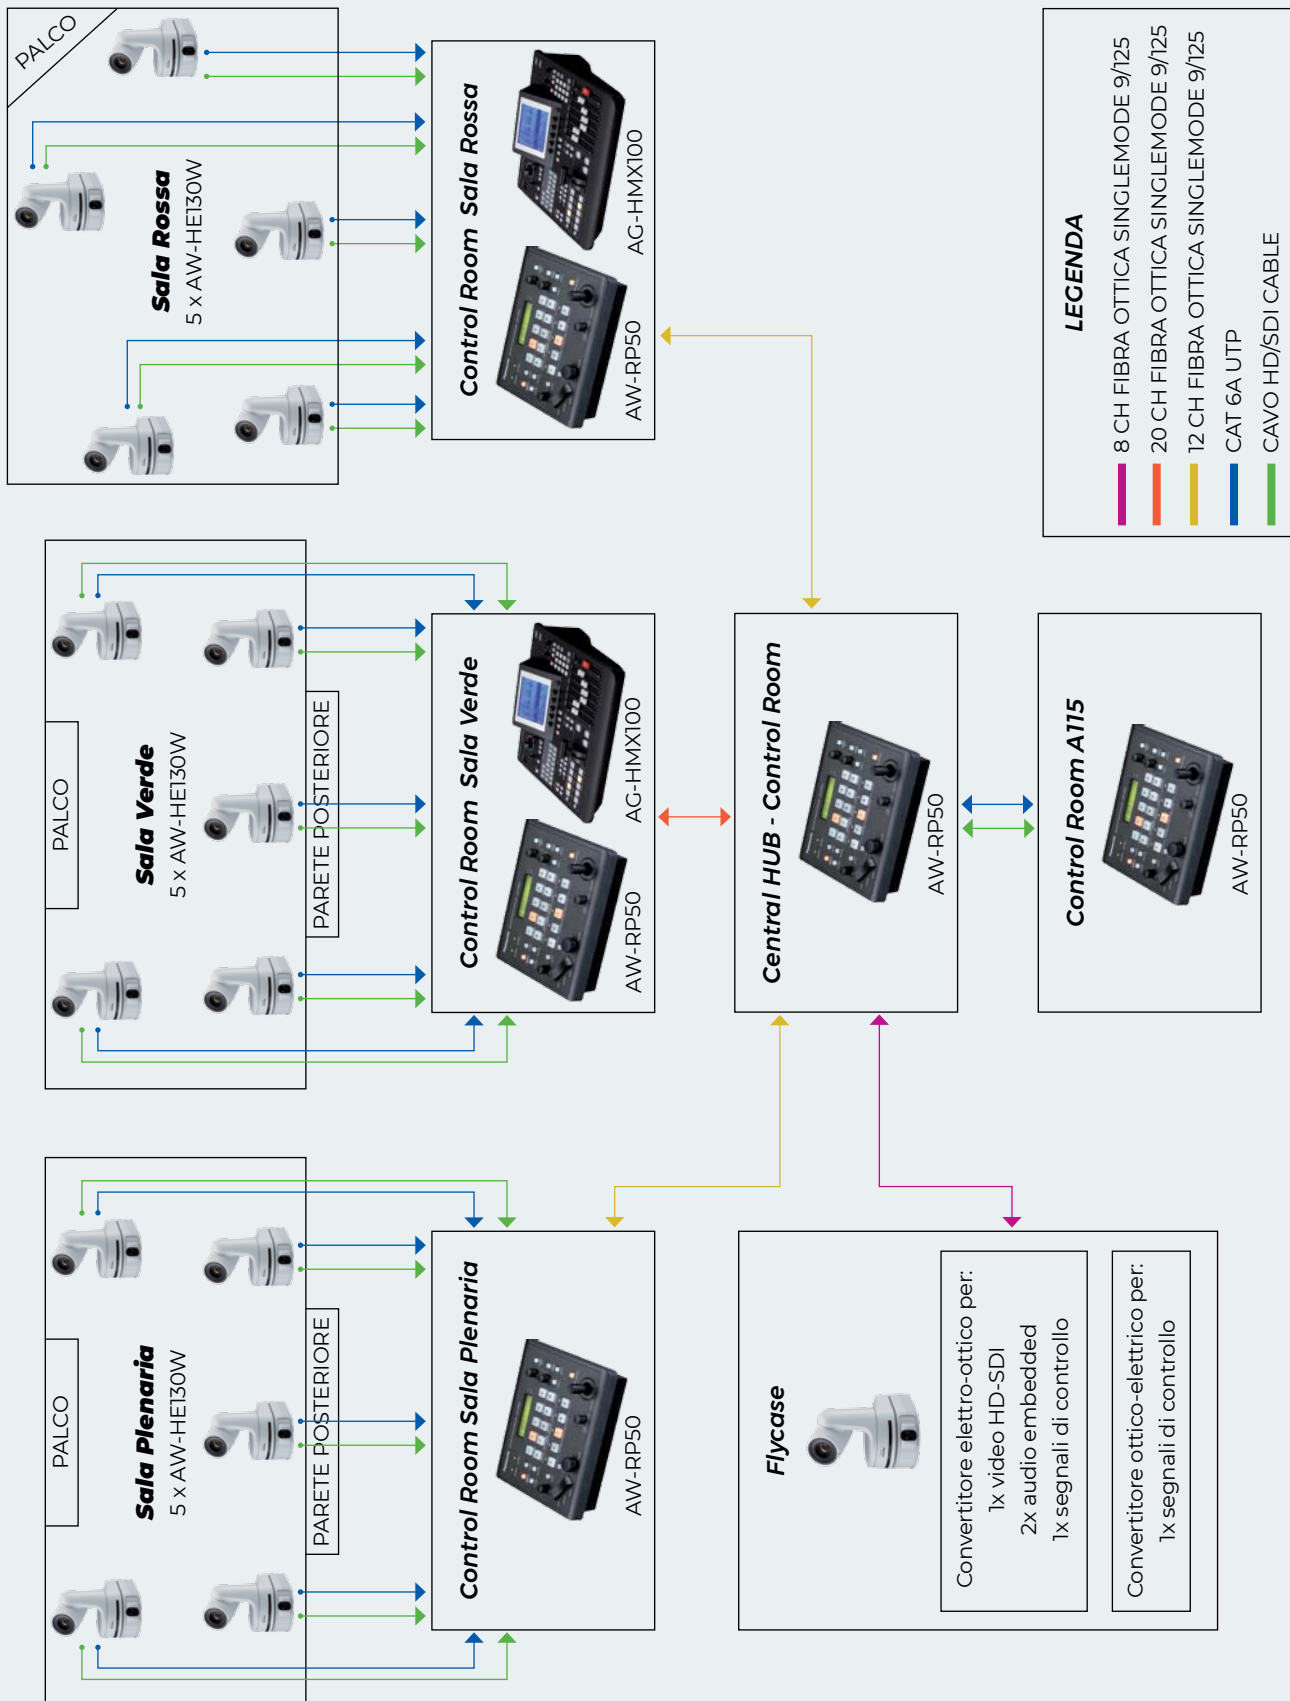 PALCO
Sala Plenaria
5 x AW-HE130W
PARETE POSTERIORE
Control Room Sala Plenaria
AW-RP50
PALCO
Sala Verde
5 x AW-HE130W
PARETE POSTERIORE
Control Room Sala Verde
AW-RP50
AG-HMX100
PALCO
Sala Rossa
5 x AW-HE130W
Control Room Sala Rossa
AW-RP50
AG-HMX100
Flycase
Convertitore elettro-ottico per:
1x video HD-SDI
2x audio embedded
1x segnali di controllo
Convertitore ottico-elettrico per:
1x segnali di controllo
Central HUB - Control Room
AW-RP50
Control Room A115
AW-RP50
LEGENDA
8 CH FIBRA OTTICA SINGLEMODE 9/125
20 CH FIBRA OTTICA SINGLEMODE 9/125
12 CH FIBRA OTTICA SINGLEMODE 9/125
CAT 6A UTP
CAVO HD/SDI CABLE